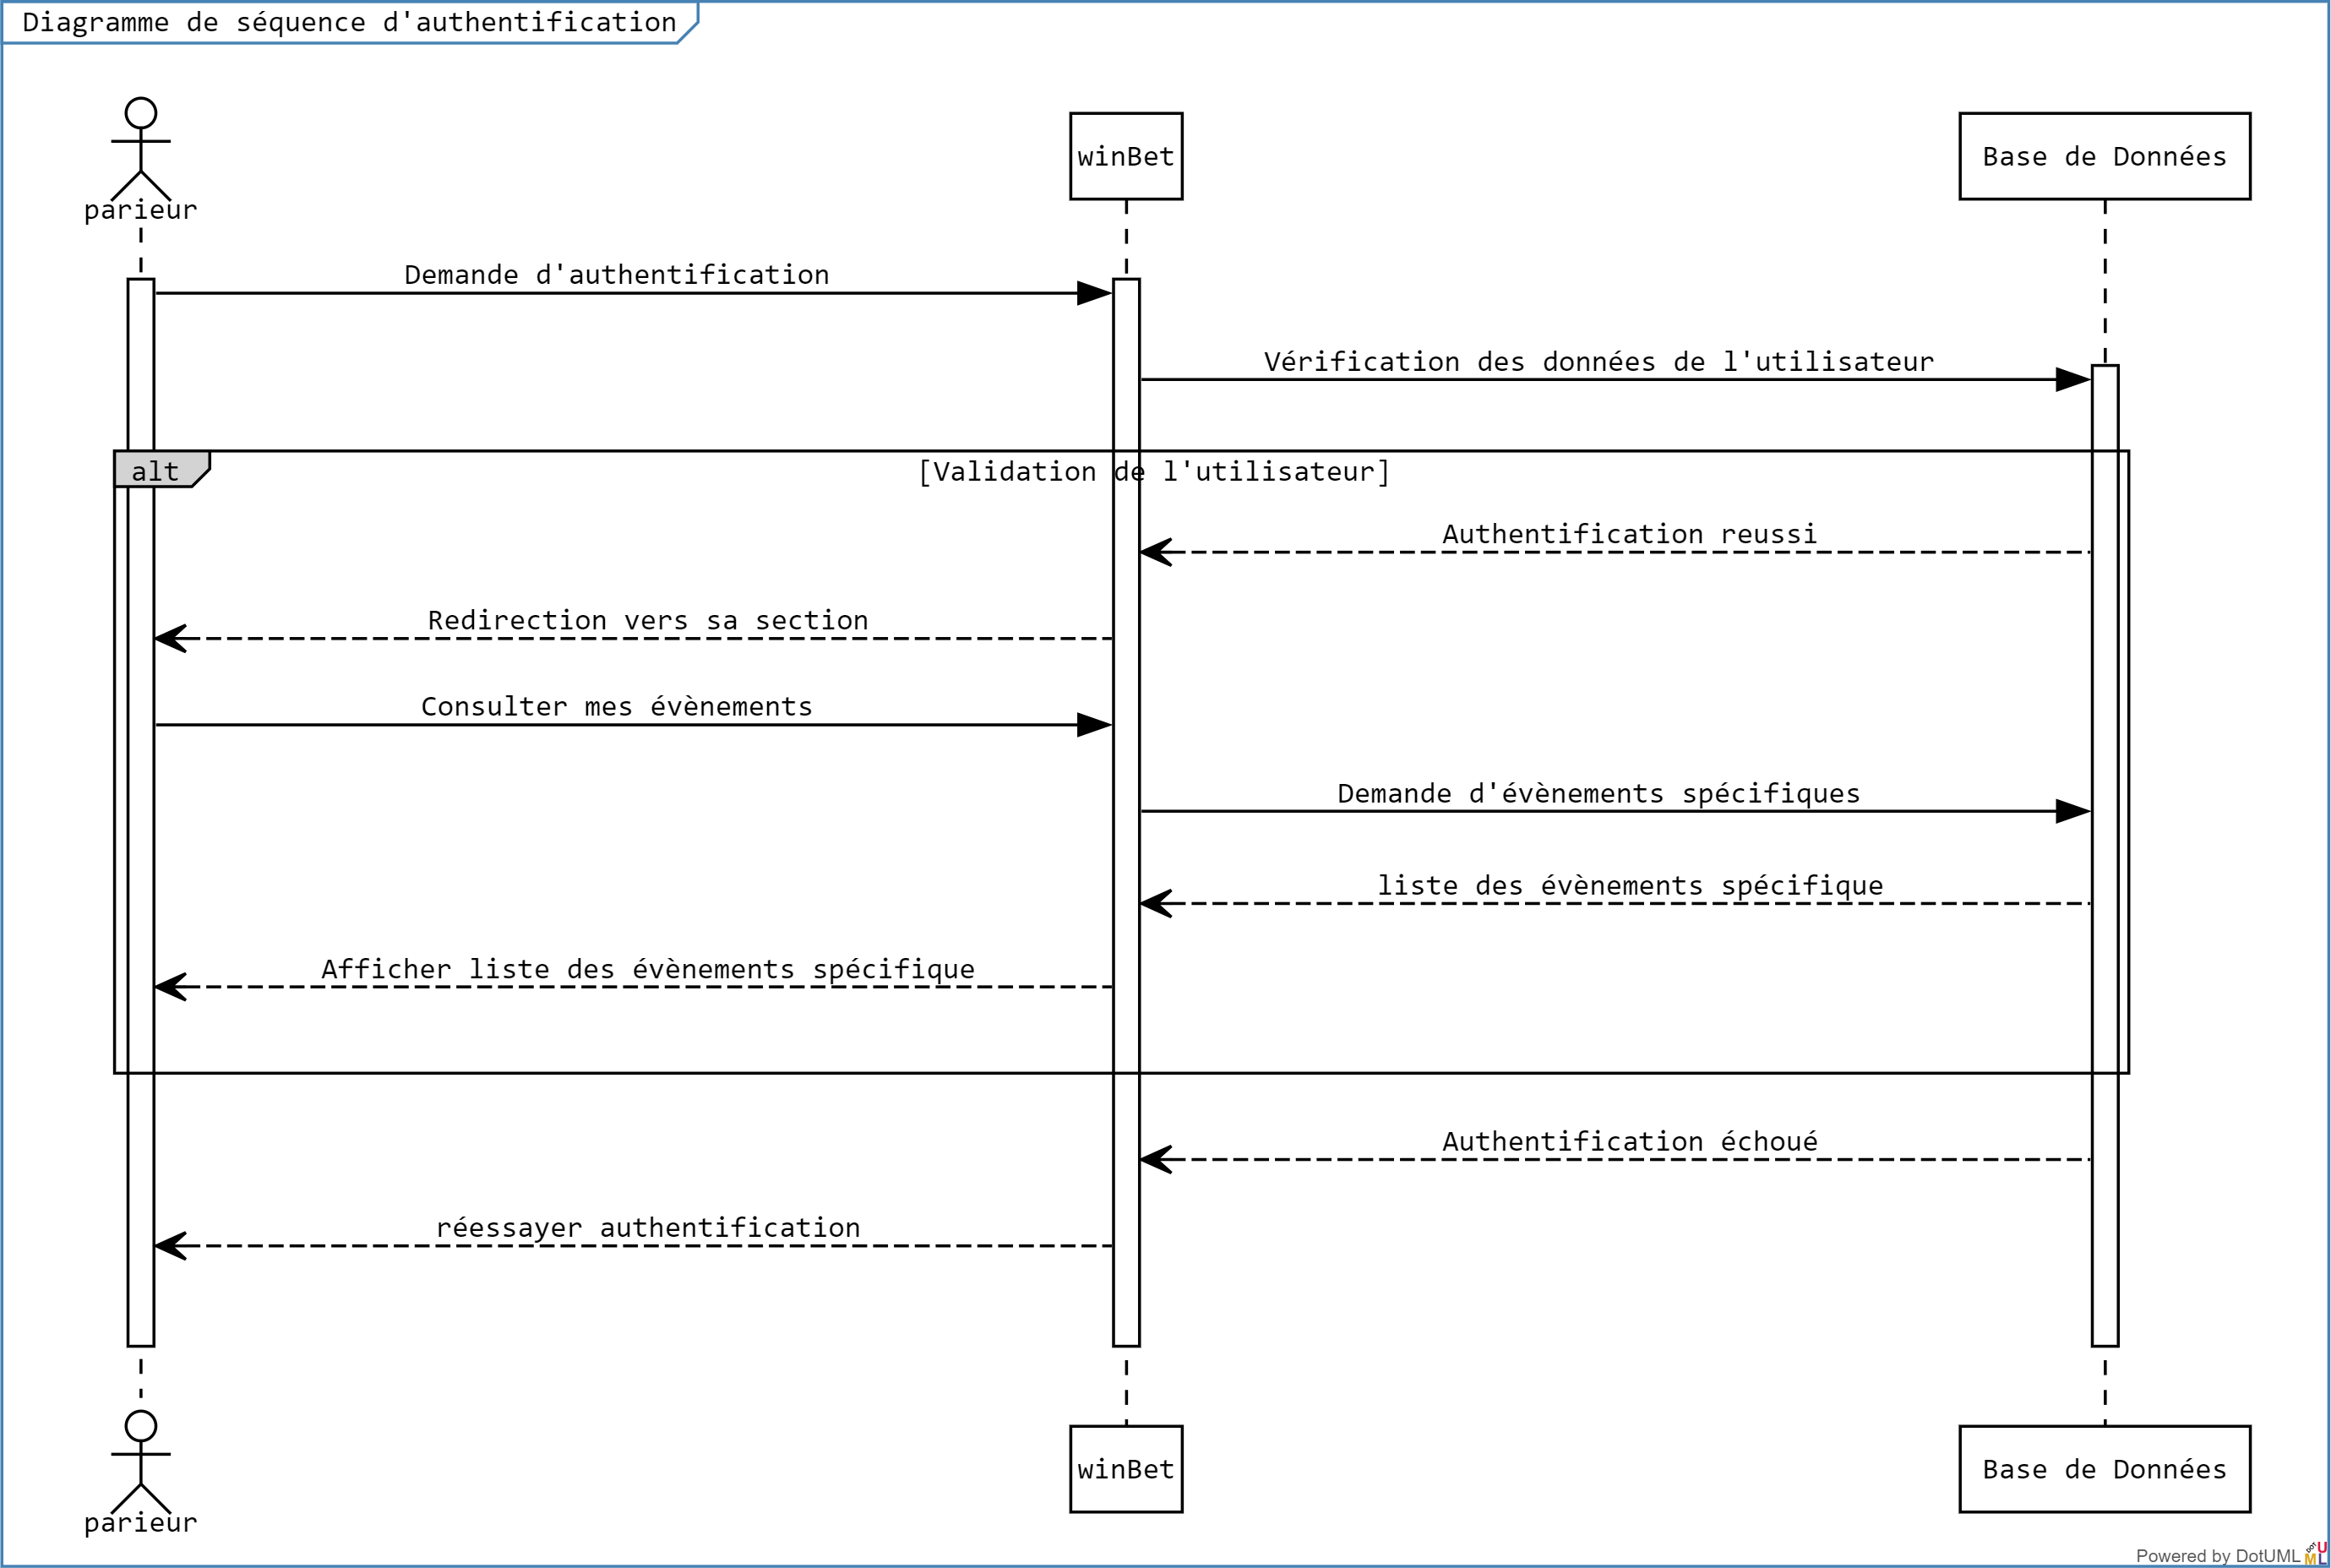 Diagramme de séquence d'authentification
parieur
winBet
Base de Données
Demande d'authentification
Vérification des données de l'utilisateur
alt
[Validation de l'utilisateur]
Authentification reussi
Redirection vers sa section
Consulter mes évènements
Demande d'évènements spécifiques
liste des évènements spécifique
Afficher liste des évènements spécifique
Authentification échoué
réessayer authentification
parieur
winBet
Base de Données
Powered by DotUML
DotUML